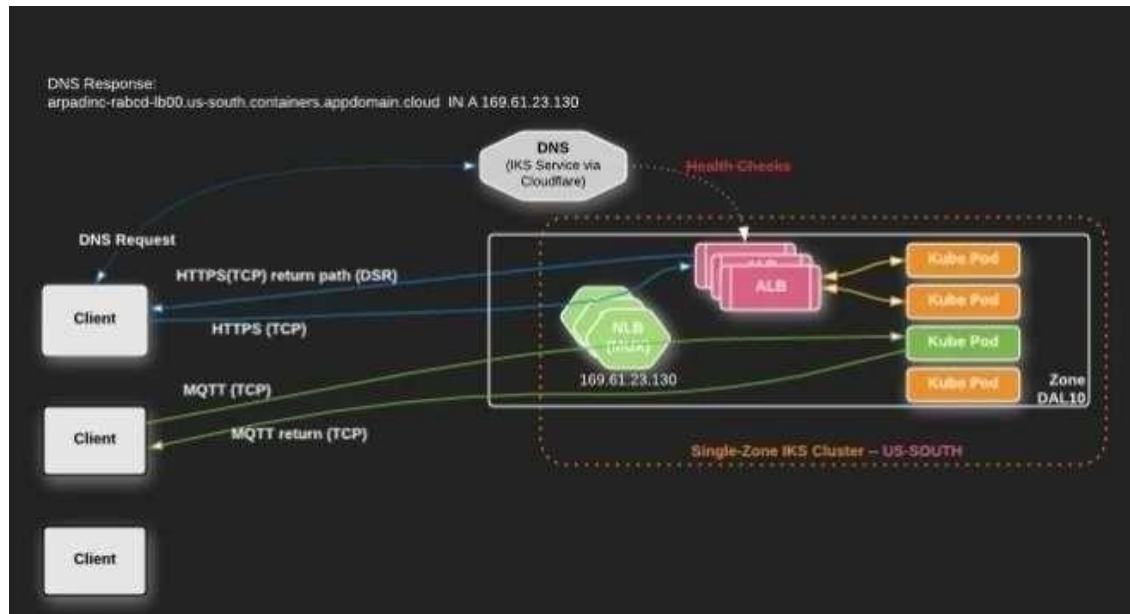 DNS Response:
arpadinc-rabcd-lb00.us-south.containers.appdomain.cloud IN A 169.61.23.130
DNS
(IKS Service via
Cloudflare)
Health Checks
DNS Request
HTTPS(TCP) return path (DSR)
Client
HTTPS (TCP)
ALB
ALB
Kube Pod
Kube Pod
NLB
(MUX)
Kube Pod
169.61.23.130
Kube Pod
Zone
DAL10
MQTT (TCP)
Client
MQTT return (TCP)
Single-Zone IKS Cluster -- US-SOUTH
Client